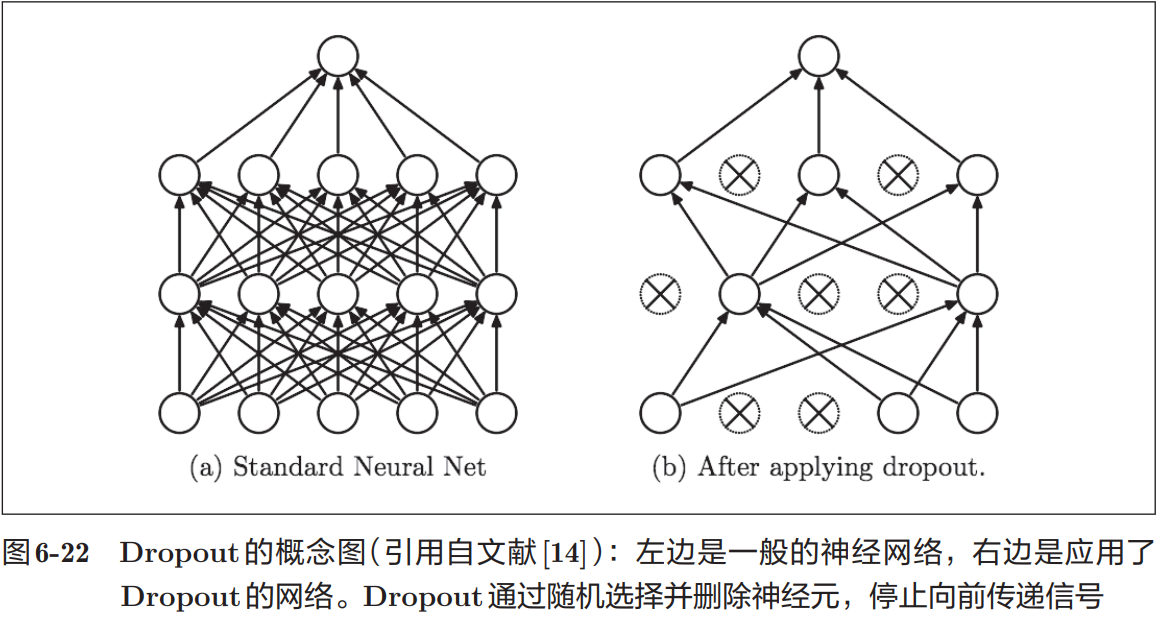 (a) Standard Neural Net
(b) After applying dropout.
图6-22 Dropout的概念图(引用自文献[14]):左边是一般的神经网络,右边是应用了
Dropout的网络。Dropout通过随机选择并删除神经元,停止向前传递信号